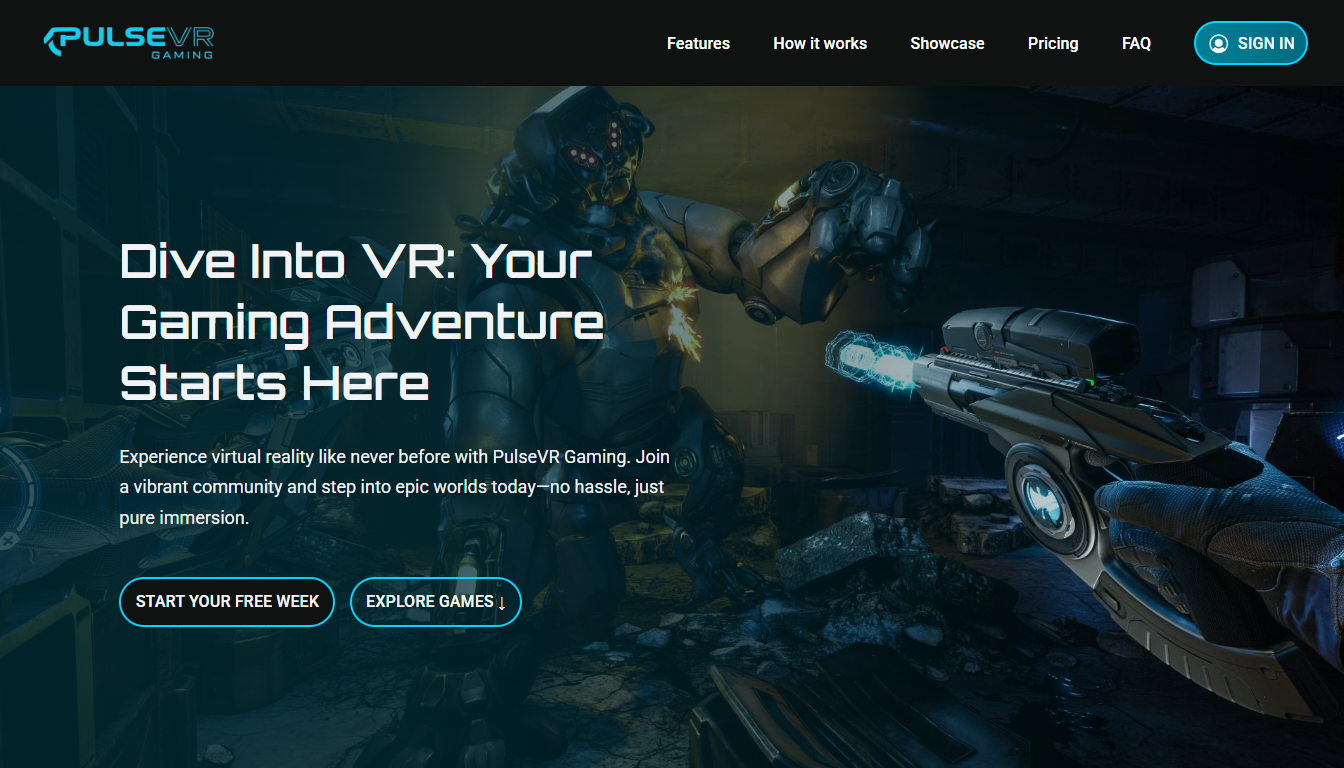 PULSEVR
GAMING
Features
How it works
Showcase
Pricing
FAQ
SIGN IN
Dive Into VR: Your
Gaming Adventure
Starts Here
Experience virtual reality like never before with PulseVR Gaming. Join
a vibrant community and step into epic worlds today—no hassle, just
pure immersion.
START YOUR FREE WEEK
EXPLORE GAMES ↓